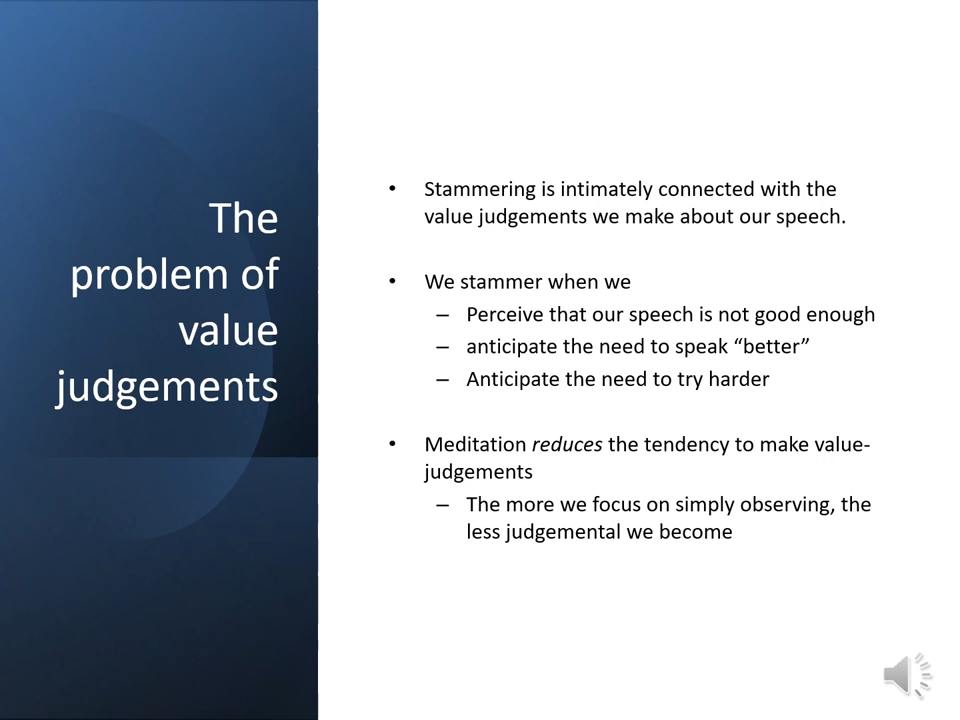 The
problem of
value
judgements
• Stammering is intimately connected with the
value judgements we make about our speech.
• We stammer when we
– Perceive that our speech is not good enough
– anticipate the need to speak “better”
– Anticipate the need to try harder
• Meditation reduces the tendency to make value-
judgements
– The more we focus on simply observing, the
less judgemental we become